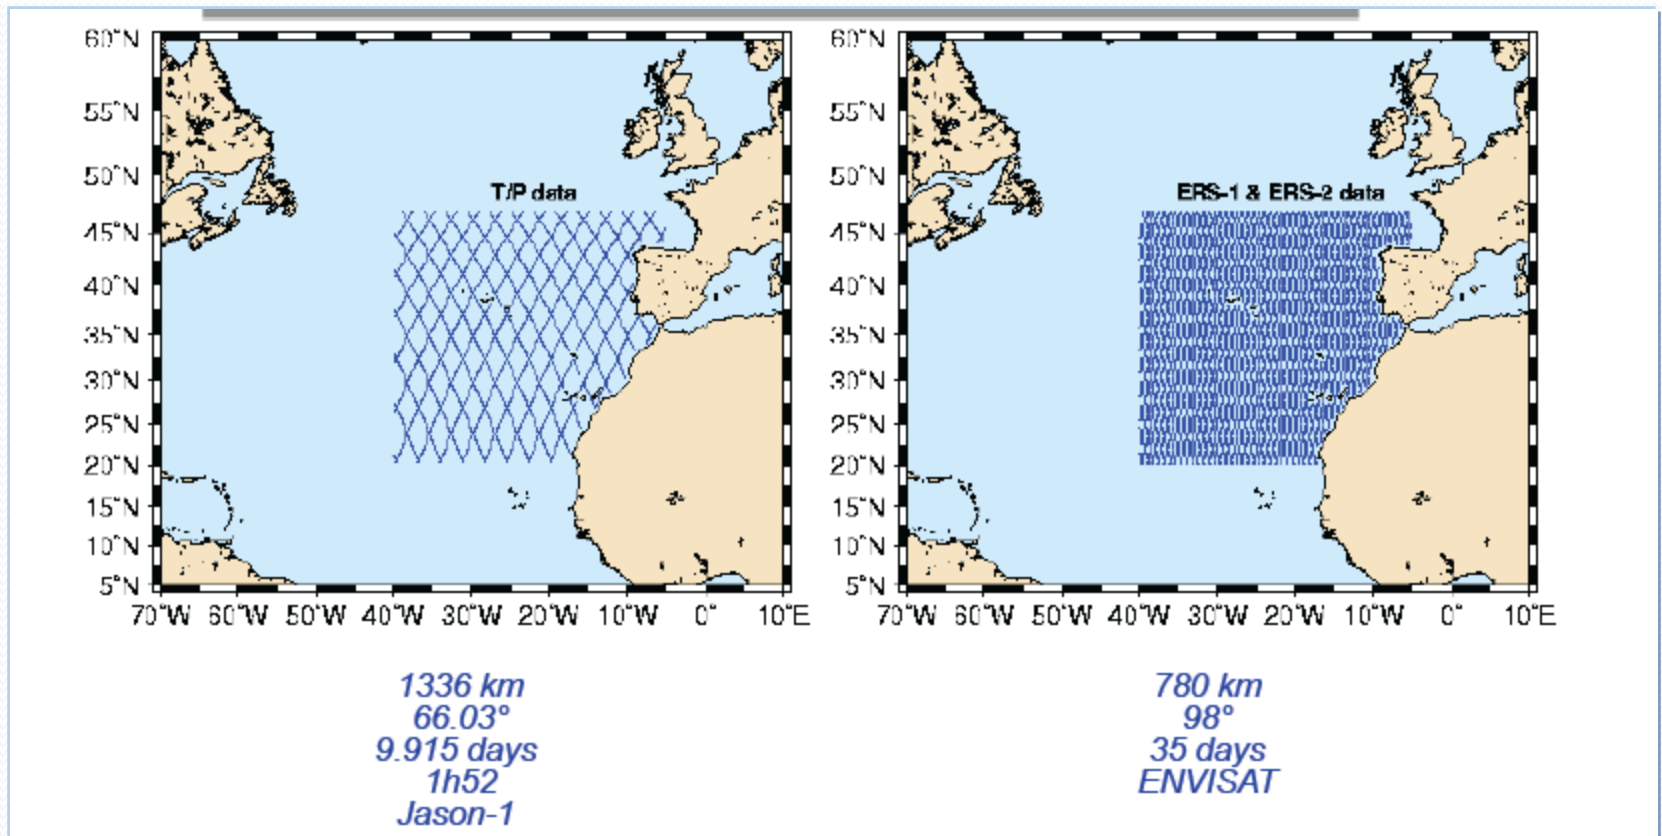 60°N 60°N
55°N 55°N
50°N 50°N
T/P data ERS-1 & ERS-2 data
45°N 45°N
40°N 40°N
35°N 35°N
30°N 30°N
25°N 25°N
20°N 20°N
15°N 15°N
10°N 10°N
5°N 5°N
70°W 60°W 50°W 40°W 30°W 20°W 10°W 0° 10°E 70°W 60°W 50°W 40°W 30°W 20°W 10°W 0° 10°E
1336 km 780 km
66.03° 98°
9.915 days 35 days
1h52 ENVISAT
Jason-1